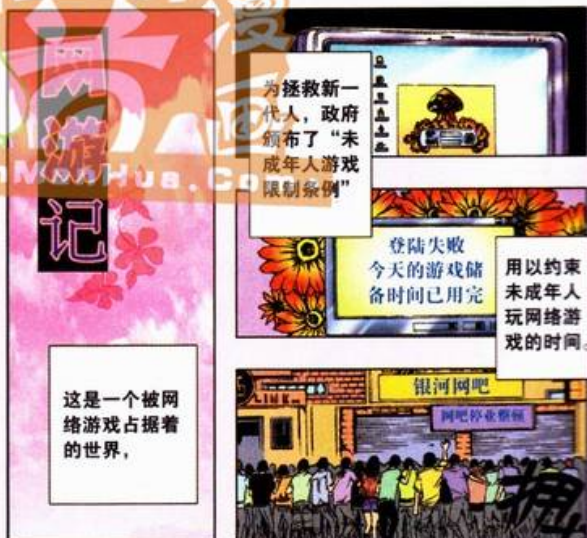 网游记
这是一个被网
络游戏占据着
的世界，
为拯救新一
代人，政府
颁布了“未
成年人游戏
限制条例”
登陆失败
今天的游戏储
备时间已用完
用以约束
未成年人
玩网络游
戏的时间。
LINK
银河网吧
网吧停业整顿
拥